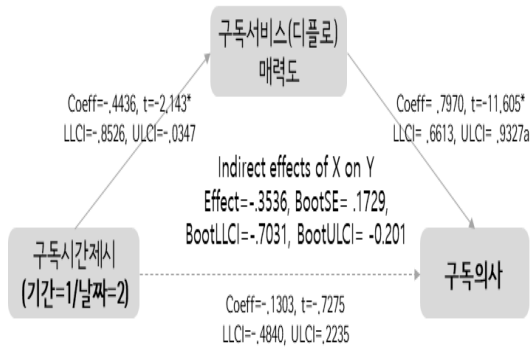 구독서비스(디플로)
매력도
Coeff=-.4436, t=-2,143*
LLCI=-.8526, ULCI=-.0347
Coeff= .7970, t=-11.605*
LLCI= .6613, ULCI= .9327a
Indirect effects of X on Y
Effect=-.3536, BootSE= .1729,
BootLLCI=-.7031, BootULCI= -0.201
구독시간제시
(기간=1/날짜=2)
구독의사
Coeff=-.1303, t=-.7275
LLCI=-.4840, ULCI=.2235